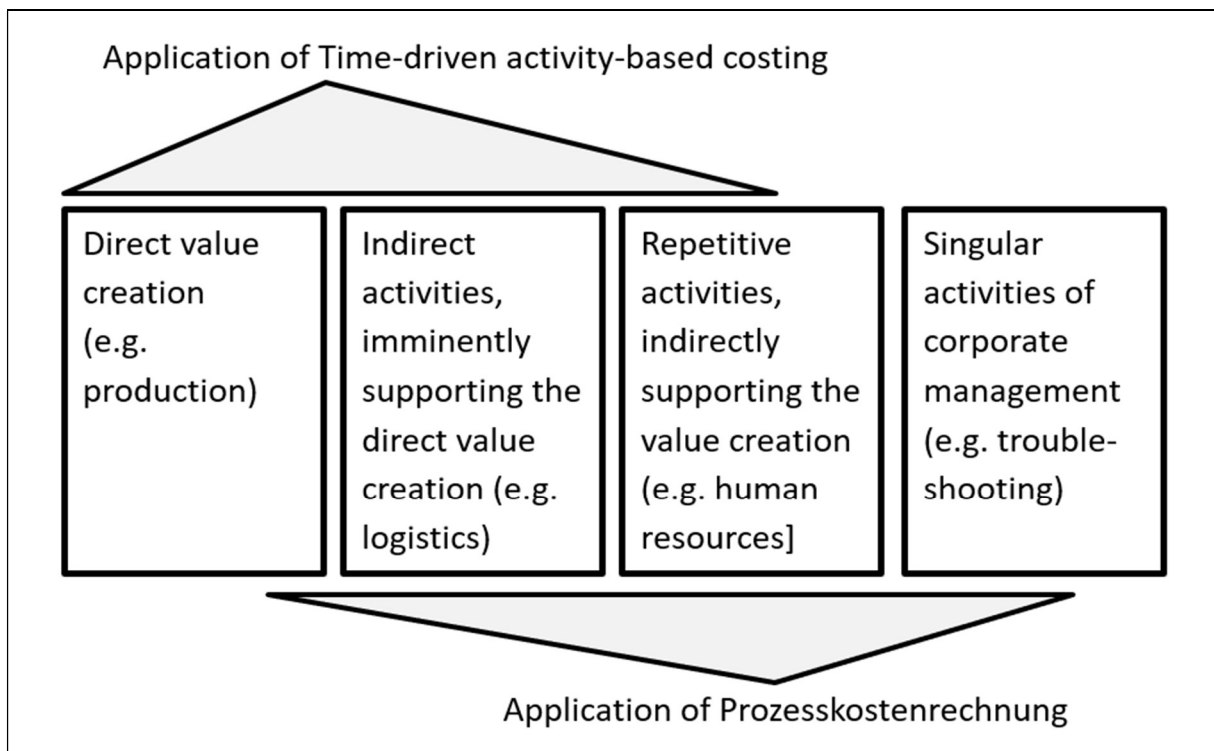 Application of Time-driven activity-based costing
Direct value
creation
(e.g.
production)
Indirect
activities,
imminently
supporting the
direct value
creation (e.g.
logistics)
Repetitive
activities,
indirectly
supporting the
value creation
(e.g. human
resources]
Singular
activities of
corporate
management
(e.g. trouble-
shooting)
Application of Prozesskostenrechnung